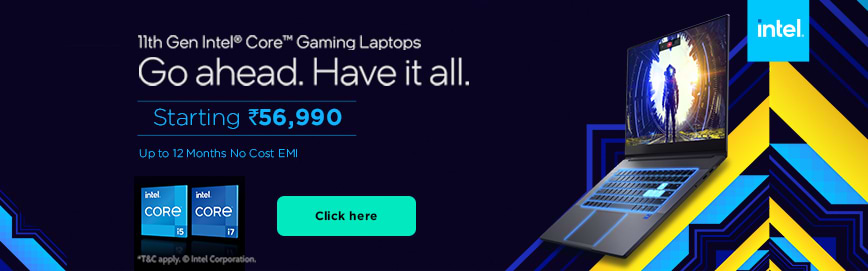 11th Gen Intel® Core™ Gaming Laptops
Go ahead. Have it all.
Starting ₹56,990
Up to 12 Months No Cost EMI
intel
CORE
i5
intel
CORE
i7
Click here
*T&C apply. © Intel Corporation.
intel.